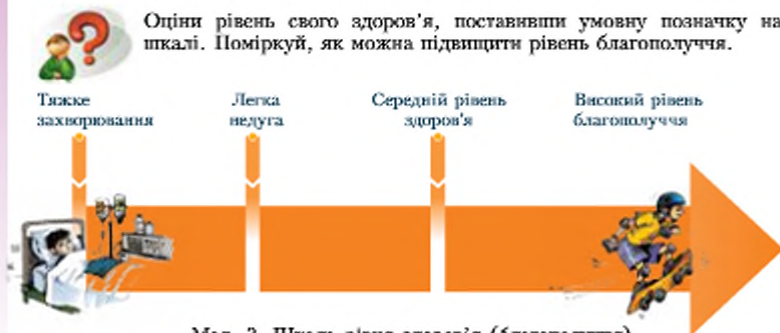 Оціни рівень свого здоров’я, поставивши умовну позначку на
шкалі. Поміркуй, як можна підвищити рівень благополуччя.
Тяжке
захворювання
Легка
недуга
Середній рівень
здоров’я
Високий рівень
благополуччя